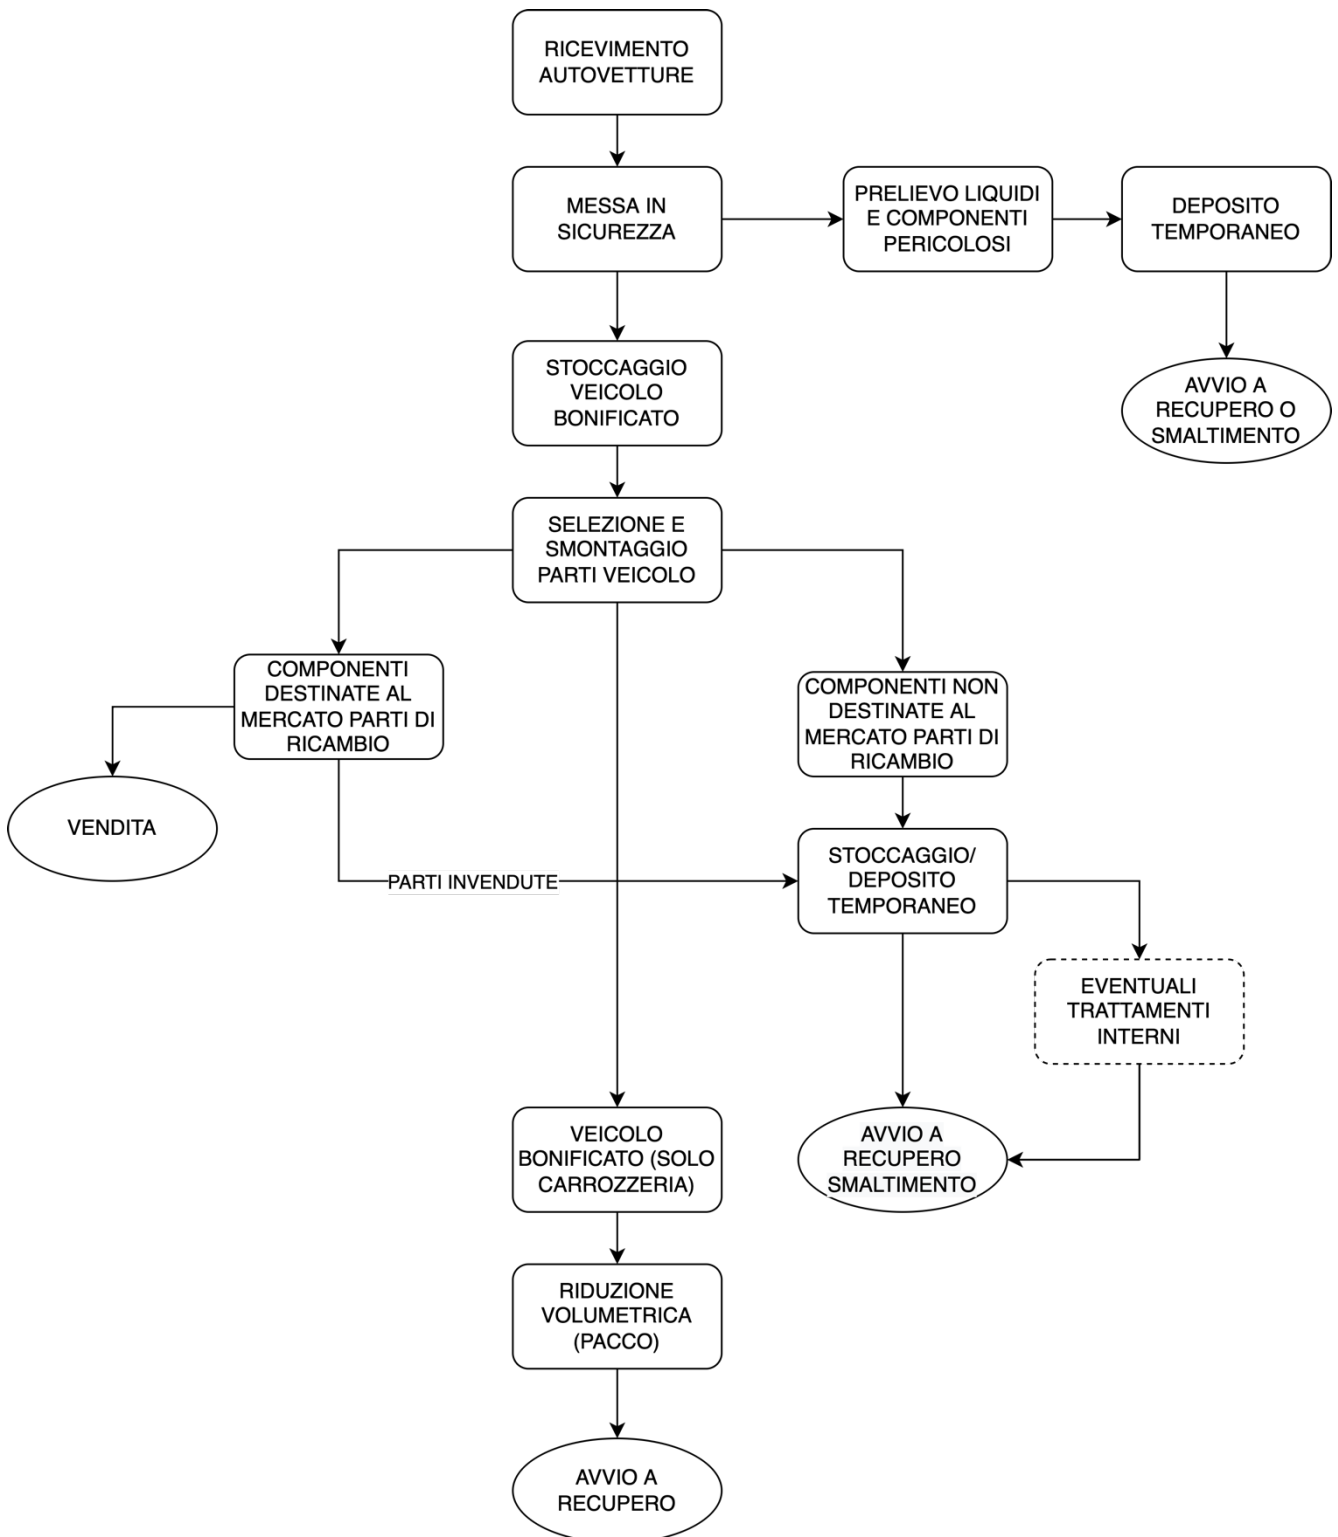 RICEVIMENTO
AUTOVETTURE
MESSA IN
SICUREZZA
PRELIEVO LIQUIDI
E COMPONENTI
PERICOLOSI
DEPOSITO
TEMPORANEO
STOCCAGGIO
VEICOLO
BONIFICATO
AVVIO A
RECUPERO O
SMALTIMENTO
SELEZIONE E
SMONTAGGIO
PARTI VEICOLO
COMPONENTI
DESTINATE AL
MERCATO PARTI DI
RICAMBIO
COMPONENTI NON
DESTINATE AL
MERCATO PARTI DI
RICAMBIO
VENDITA
PARTI INVENDUTE
STOCCAGGIO/
DEPOSITO
TEMPORANEO
EVENTUALI
TRATTAMENTI
INTERNI
VEICOLO
BONIFICATO (SOLO
CARROZZERIA)
AVVIO A
RECUPERO
SMALTIMENTO
RIDUZIONE
VOLUMETRICA
(PACCO)
AVVIO A
RECUPERO